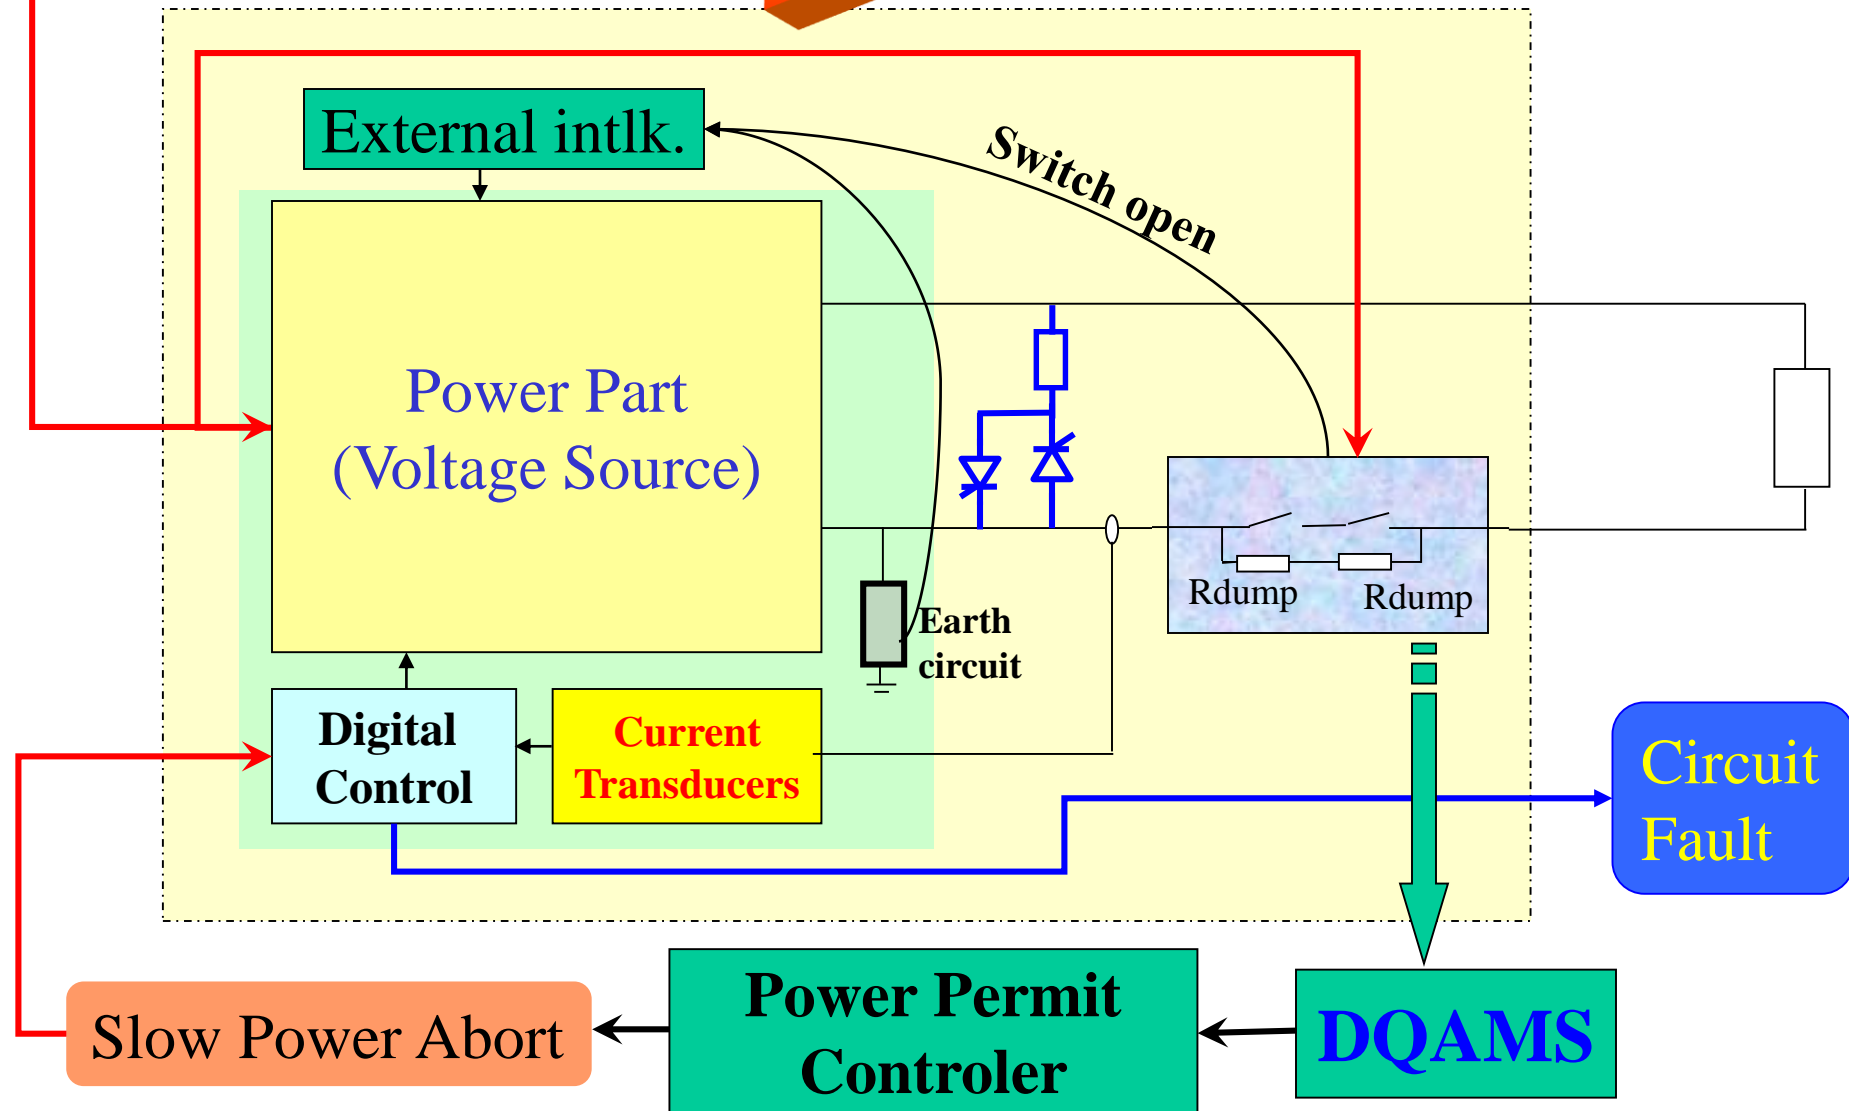 External intlk.
Switch open
Power Part
(Voltage Source)
Rdump
Rdump
Earth
circuit
Digital
Control
Current
Transducers
Circuit
Fault
Slow Power Abort
Power Permit
Controler
DQAMS